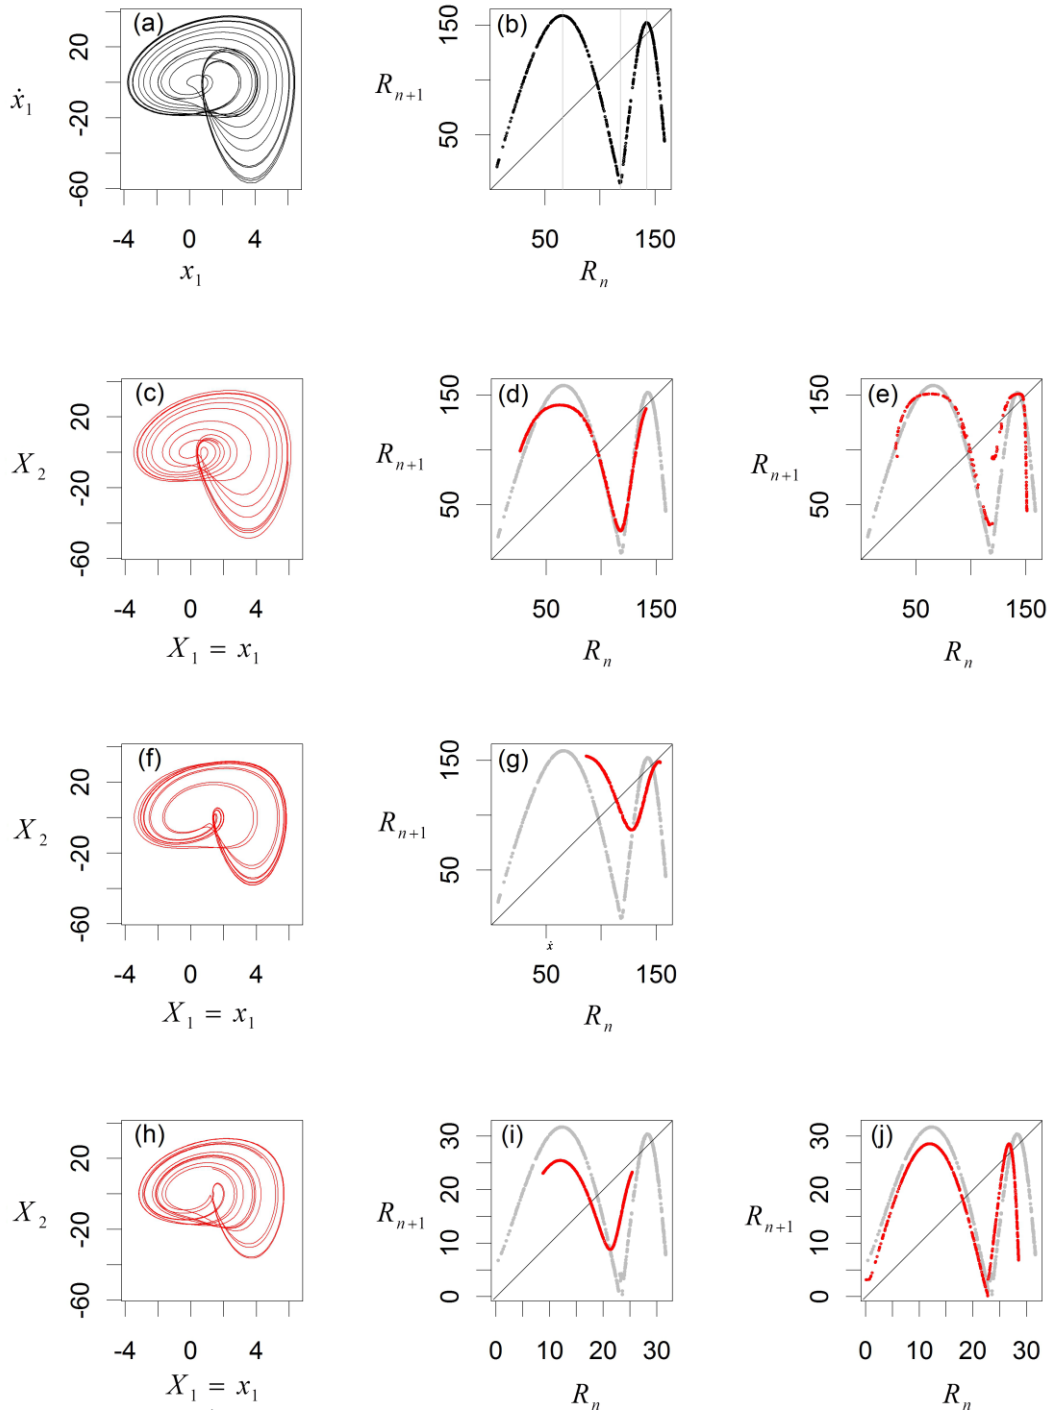 (a)
20
-20
-60
ẋ1
-4 0 4
x1
(b)
150
50
Rn+1
50 150
Rn
(c)
20
-20
-60
X2
-4 0 4
X1 = x1
(d)
150
50
Rn+1
50 150
Rn
(e)
150
50
Rn+1
50 150
Rn
(f)
20
-20
-60
X2
-4 0 4
X1 = x1
(g)
150
50
Rn+1
ẋ
50 150
Rn
(h)
20
-20
-60
X2
-4 0 4
X1 = x1
(i)
30
20
10
0
Rn+1
0 10 20 30
Rn
(j)
30
20
10
0
Rn+1
0 10 20 30
Rn